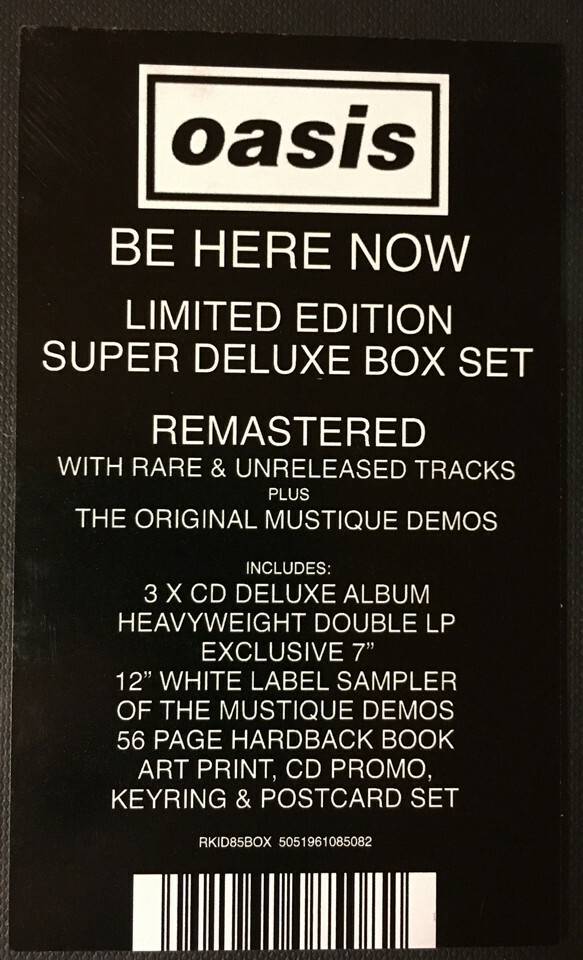 oasis
BE HERE NOW
LIMITED EDITION
SUPER DELUXE BOX SET
REMASTERED
WITH RARE & UNRELEASED TRACKS
PLUS
THE ORIGINAL MUSTIQUE DEMOS
INCLUDES:
3 X CD DELUXE ALBUM
HEAVYWEIGHT DOUBLE LP
EXCLUSIVE 7”
12” WHITE LABEL SAMPLER
OF THE MUSTIQUE DEMOS
56 PAGE HARDBACK BOOK
ART PRINT, CD PROMO,
KEYRING & POSTCARD SET
RKID85BOX 5051961085082